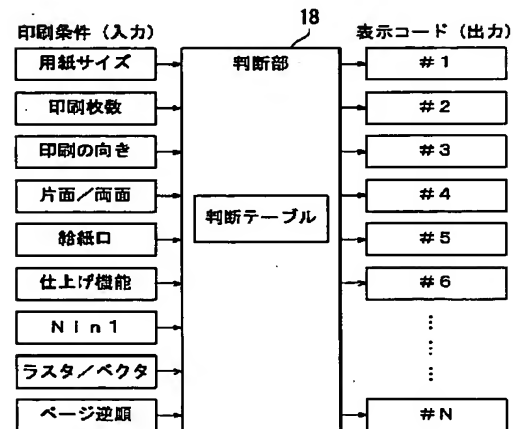 18
印刷条件（入力）
表示コード（出力）
用紙サイズ
判断部
#1
印刷枚数
#2
印刷の向き
#3
片面／両面
判断テーブル
#4
給紙口
#5
仕上げ機能
#6
Nin1
ラスタ／ベクタ
ページ逆順
#N